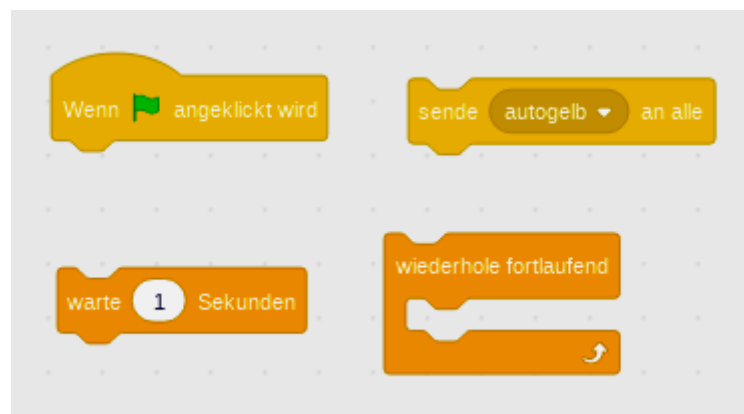 Wenn angeklickt wird
sende autogelb an alle
warte 1 Sekunden
wiederhole fortlaufend